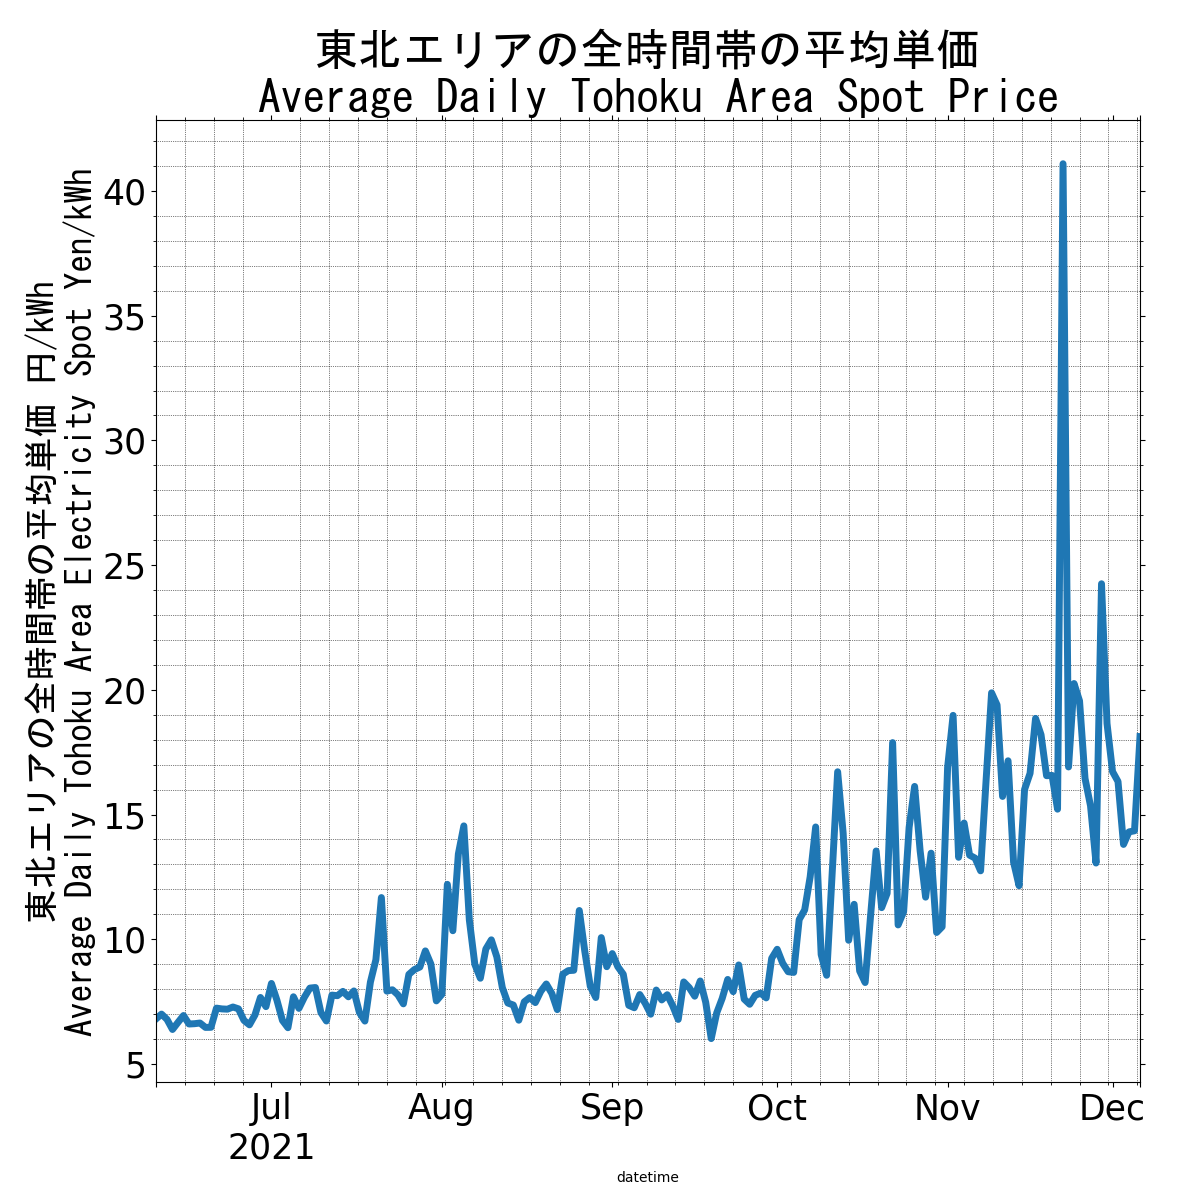 東北エリアの全時間帯の平均単価
Average Daily Tohoku Area Spot Price
東北エリアの全時間帯の平均単価 円/kWh
Average Daily Tohoku Area Electricity Spot Yen/kWh
40
35
30
25
20
15
10
5
Jul
2021
Aug
Sep
Oct
Nov
Dec
datetime